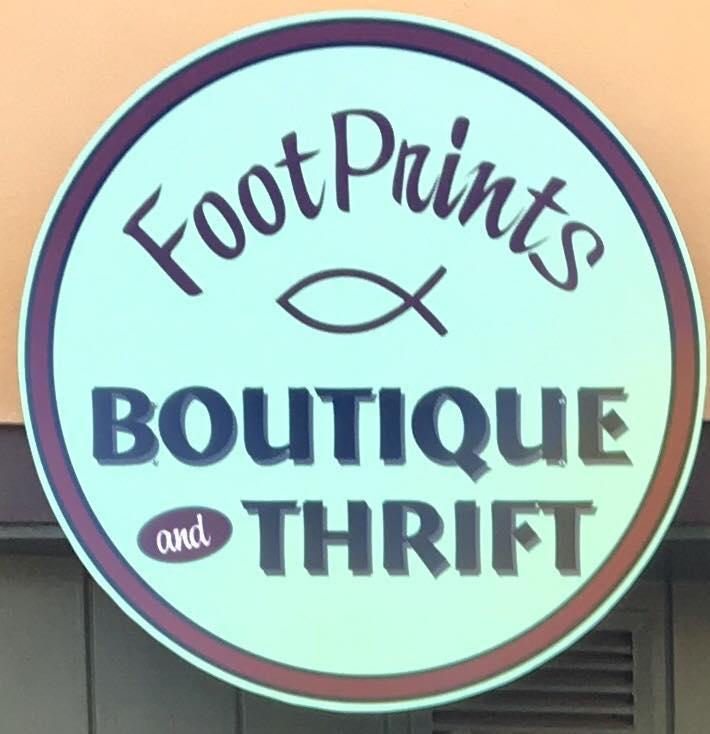 FootPrints
BOUTIQUE
and THRIFT